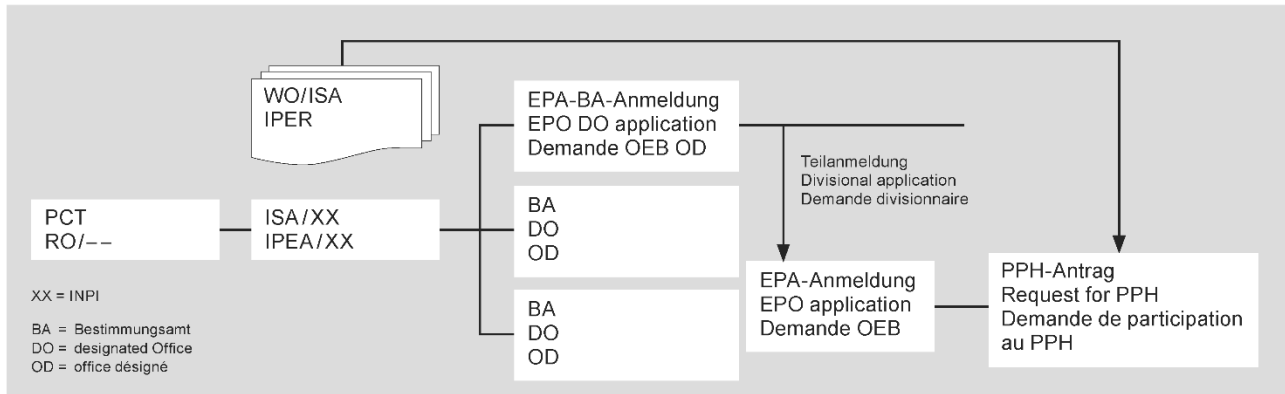 WO/ISA
IPER
EPA-BA-Anmeldung
EPO DO application
Demande OEB OD
Teilanmeldung
Divisional application
Demande divisionnaire
PCT
RO/––
ISA/XX
IPEA/XX
BA
DO
OD
EPA-Anmeldung
EPO application
Demande OEB
PPH-Antrag
Request for PPH
Demande de participation
au PPH
XX = INPI
BA = Bestimmungsamt
DO = designated Office
OD = office désigné
BA
DO
OD